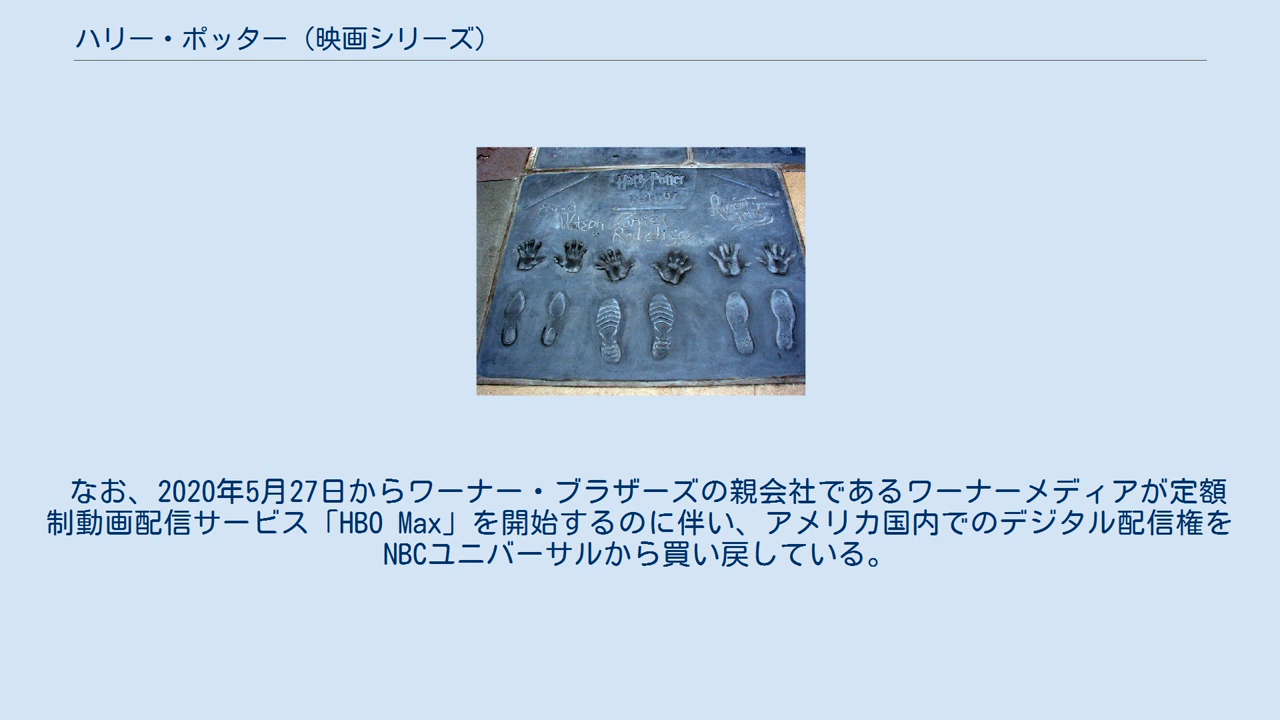 ハリー・ポッター（映画シリーズ）
Harry Potter
Watson Daniel
Radcliffe
なお、2020年5月27日からワーナー・ブラザーズの親会社であるワーナーメディアが定額
制動画配信サービス「HBO Max」を開始するのに伴い、アメリカ国内でのデジタル配信権を
NBCユニバーサルから買い戻している。